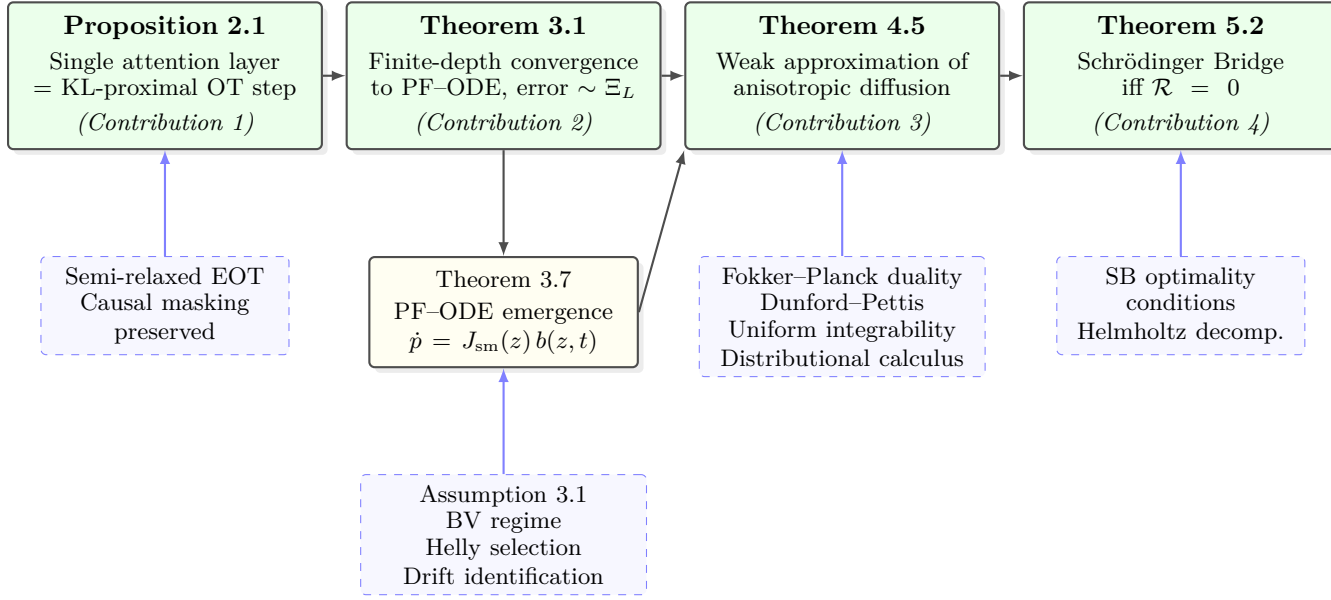 Proposition 2.1
Single attention layer
= KL-proximal OT step
(Contribution 1)
Theorem 3.1
Finite-depth convergence
to PF–ODE, error ∼ Ξ_L
(Contribution 2)
Theorem 4.5
Weak approximation of
anisotropic diffusion
(Contribution 3)
Theorem 5.2
Schrödinger Bridge
iff ℛ = 0
(Contribution 4)
Semi-relaxed EOT
Causal masking
preserved
Theorem 3.7
PF–ODE emergence
ṗ = J_sm(z) b(z, t)
Fokker–Planck duality
Dunford–Pettis
Uniform integrability
Distributional calculus
SB optimality
conditions
Helmholtz decomp.
Assumption 3.1
BV regime
Helly selection
Drift identification